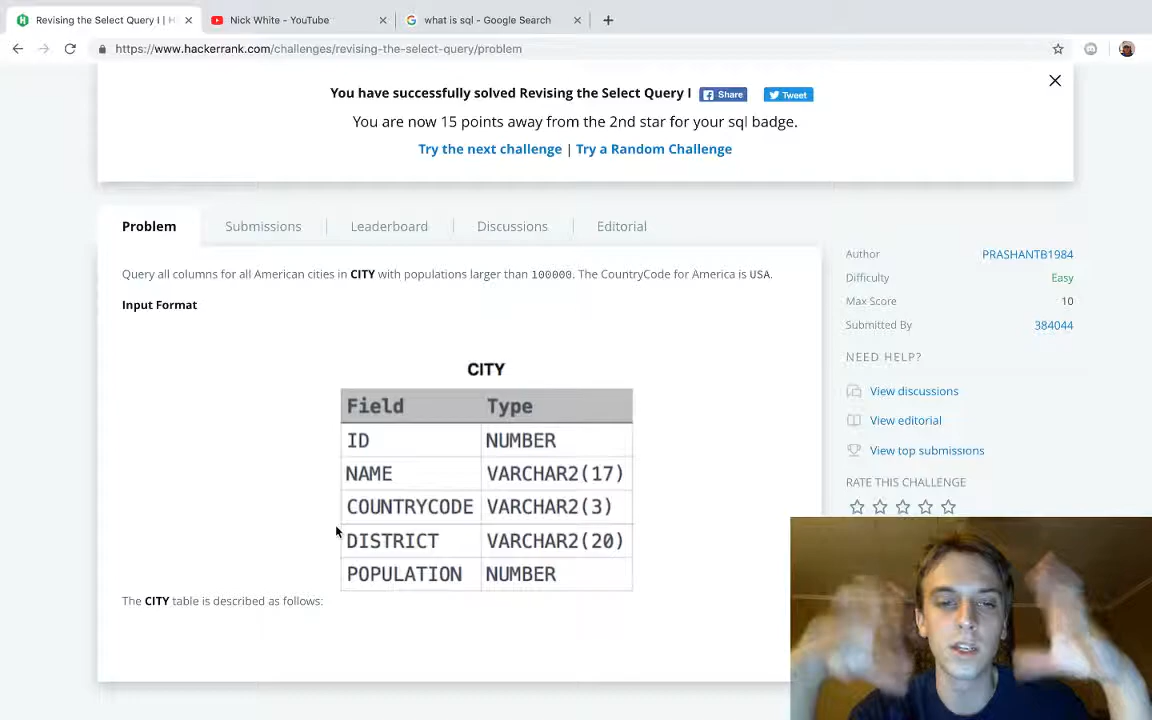 Revising the Select Query I | H
Nick White - YouTube
what is sql - Google Search
https://www.hackerrank.com/challenges/revising-the-select-query/problem
You have successfully solved Revising the Select Query I
Share
Tweet
You are now 15 points away from the 2nd star for your sql badge.
Try the next challenge | Try a Random Challenge
Problem
Submissions
Leaderboard
Discussions
Editorial
Query all columns for all American cities in CITY with populations larger than 100000. The CountryCode for America is USA.
Input Format
CITY
Field Type
ID NUMBER
NAME VARCHAR2(17)
COUNTRYCODE VARCHAR2(3)
DISTRICT VARCHAR2(20)
POPULATION NUMBER
The CITY table is described as follows:
Author PRASHANTB1984
Difficulty Easy
Max Score 10
Submitted By 384044
NEED HELP?
View discussions
View editorial
View top submissions
RATE THIS CHALLENGE